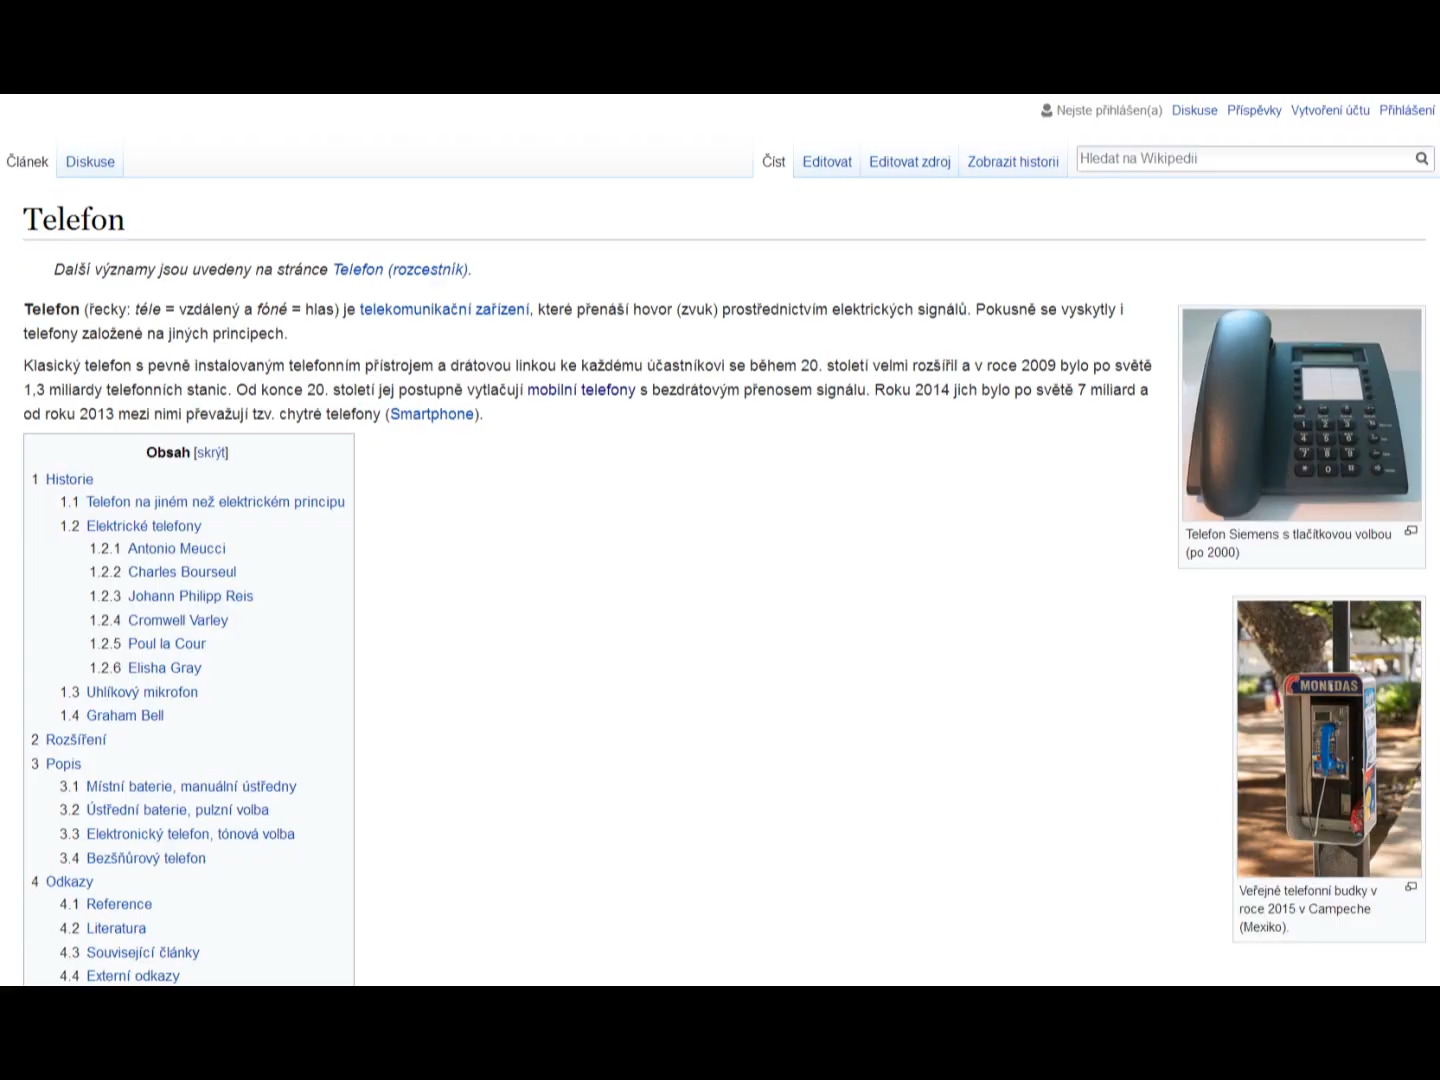 Nejste přihlášen(a) Diskuse Příspěvky Vytvoření účtu Přihlášení
Článek Diskuse Číst Editovat Editovat zdroj Zobrazit historii Hledat na Wikipedii
Telefon
Další významy jsou uvedeny na stránce Telefon (rozcestník).
Telefon (řecky: téle = vzdálený a fóné = hlas) je telekomunikační zařízení, které přenáší hovor (zvuk) prostřednictvím elektrických signálů. Pokusně se vyskytly i
telefony založené na jiných principech.
Klasický telefon s pevně instalovaným telefonním přístrojem a drátovou linkou ke každému účastníkovi se během 20. století velmi rozšířil a v roce 2009 bylo po světě
1,3 miliardy telefonních stanic. Od konce 20. století jej postupně vytlačují mobilní telefony s bezdrátovým přenosem signálu. Roku 2014 jich bylo po světě 7 miliard a
od roku 2013 mezi nimi převažují tzv. chytré telefony (Smartphone).
Obsah [skrýt]
1 Historie
1.1 Telefon na jiném než elektrickém principu
1.2 Elektrické telefony
1.2.1 Antonio Meucci
1.2.2 Charles Bourseul
1.2.3 Johann Philipp Reis
1.2.4 Cromwell Varley
1.2.5 Poul la Cour
1.2.6 Elisha Gray
1.3 Uhlíkový mikrofon
1.4 Graham Bell
2 Rozšíření
3 Popis
3.1 Místní baterie, manuální ústředny
3.2 Ústřední baterie, pulzní volba
3.3 Elektronický telefon, tónová volba
3.4 Bezšňůrový telefon
4 Odkazy
4.1 Reference
4.2 Literatura
4.3 Související články
4.4 Externí odkazy
1 2 3
4 5 6
7 8 9
* 0
Telefon Siemens s tlačítkovou volbou
(po 2000)
MONEDAS
Veřejné telefonní budky v
roce 2015 v Campeche
(Mexiko).